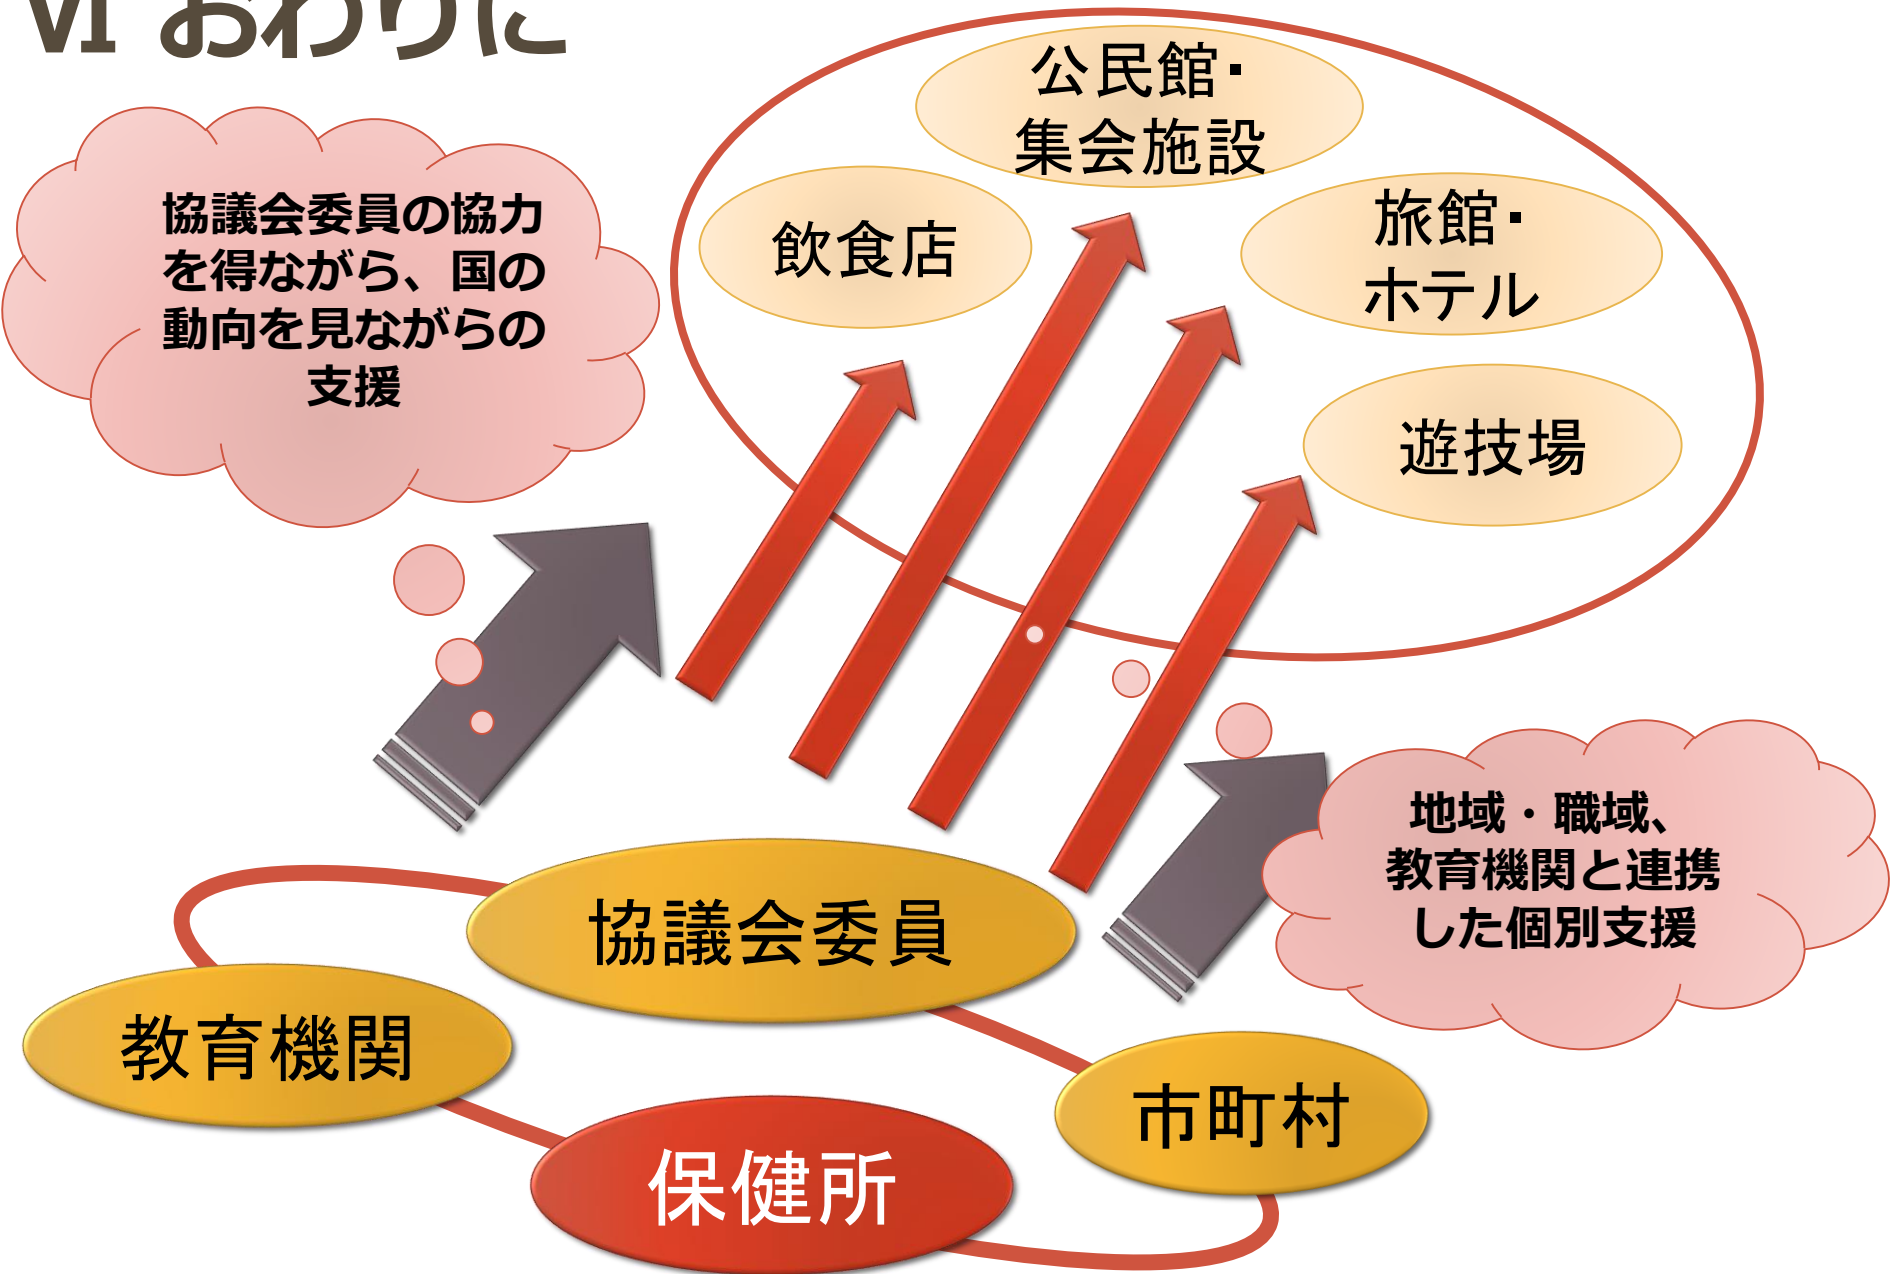 Ⅵ おわりに
公民館・
集会施設
飲食店
旅館・
ホテル
遊技場
協議会委員の協力
を得ながら、国の
動向を見ながらの
支援
地域・職域、
教育機関と連携
した個別支援
協議会委員
教育機関
市町村
保健所